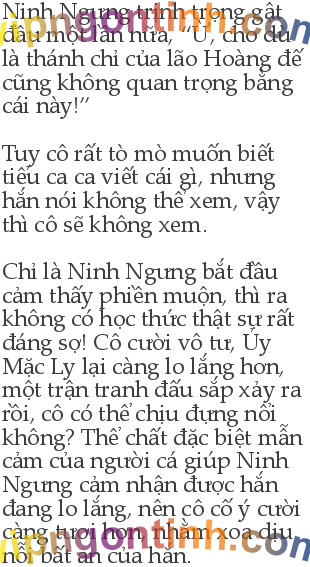 Ninh Ngưng trịnh trọng gật
đầu một lần nữa, “Ừ, cho dù
là thánh chỉ của lão Hoàng đế
cũng không quan trọng bằng
cái này!”
Tuy cô rất tò mò muốn biết
tiểu ca ca viết cái gì, nhưng
hắn nói không thể xem, vậy
thì cô sẽ không xem.
Chỉ là Ninh Ngưng bắt đầu
cảm thấy phiền muộn, thì ra
không có học thức thật sự rất
đáng sợ! Cô cười vô tư, Úy
Mặc Ly lại càng lo lắng hơn,
một trận tranh đấu sắp xảy ra
rồi, cô có thể chịu đựng nổi
không? Thể chất đặc biệt mẫn
cảm của người cá giúp Ninh
Ngưng cảm nhận được hắn
đang lo lắng, nên cô cố ý cười
càng tươi hơn, nhằm xoa dịu
nỗi bất an của hắn.
vipngontinh.com
vipngontinh.com